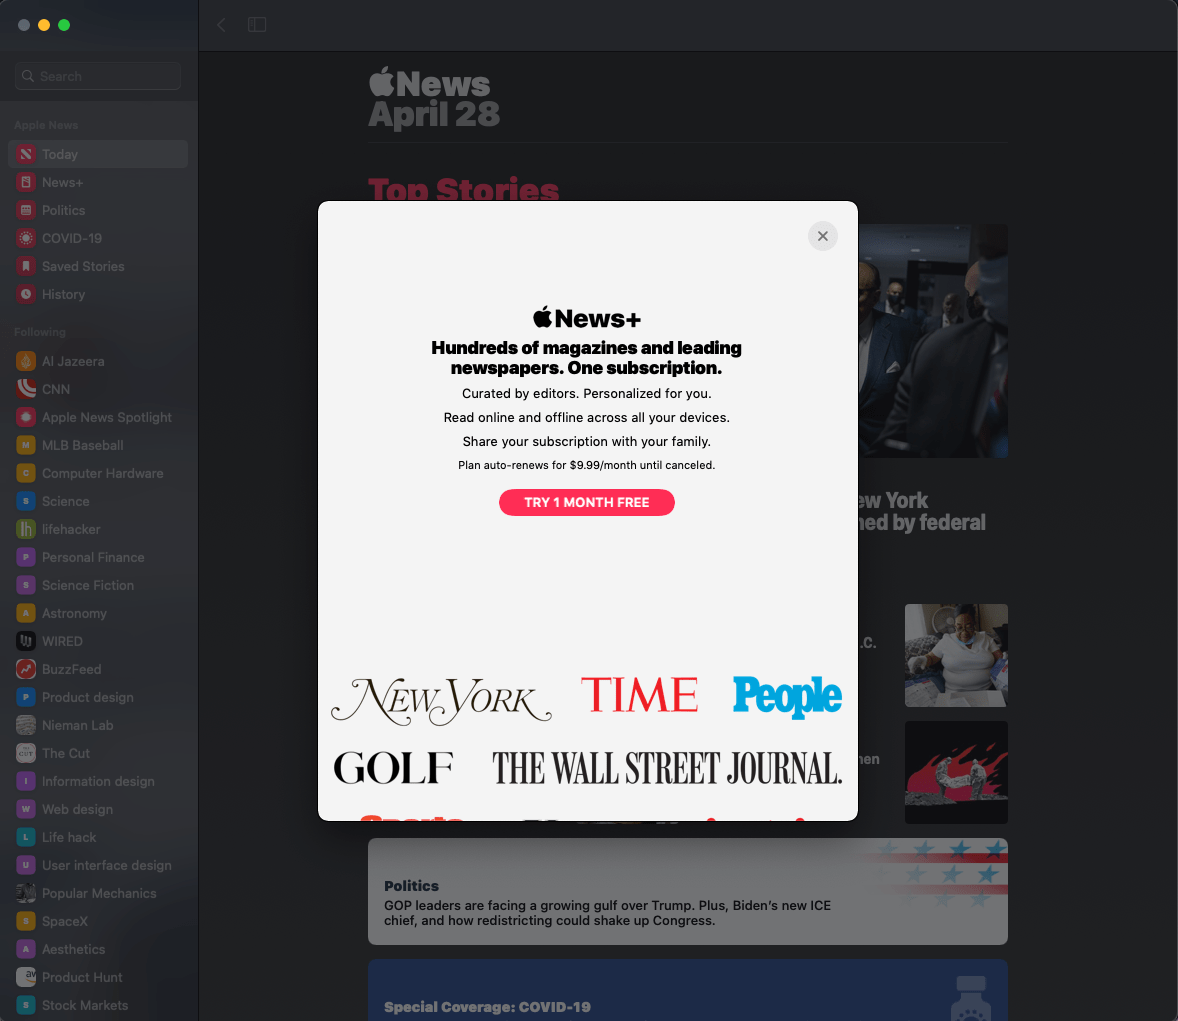 Search
Apple News
Today
News+
Politics
COVID-19
Saved Stories
History
Following
Al Jazeera
CNN
Apple News Spotlight
MLB Baseball
Computer Hardware
Science
lifehacker
Personal Finance
Science Fiction
Astronomy
WIRED
BuzzFeed
Product design
Nieman Lab
The Cut
Information design
Web design
Life hack
User interface design
Popular Mechanics
SpaceX
Aesthetics
Product Hunt
Stock Markets
News
April 28
Top Stories
News+
Hundreds of magazines and leading
newspapers. One subscription.
Curated by editors. Personalized for you.
Read online and offline across all your devices.
Share your subscription with your family.
Plan auto-renews for $9.99/month until canceled.
TRY 1 MONTH FREE
NEW YORK
TIME
People
GOLF
THE WALL STREET JOURNAL.
York
by federal
Politics
GOP leaders are facing a growing gulf over Trump. Plus, Biden's new ICE
chief, and how redistricting could shake up Congress.
Special Coverage: COVID-19